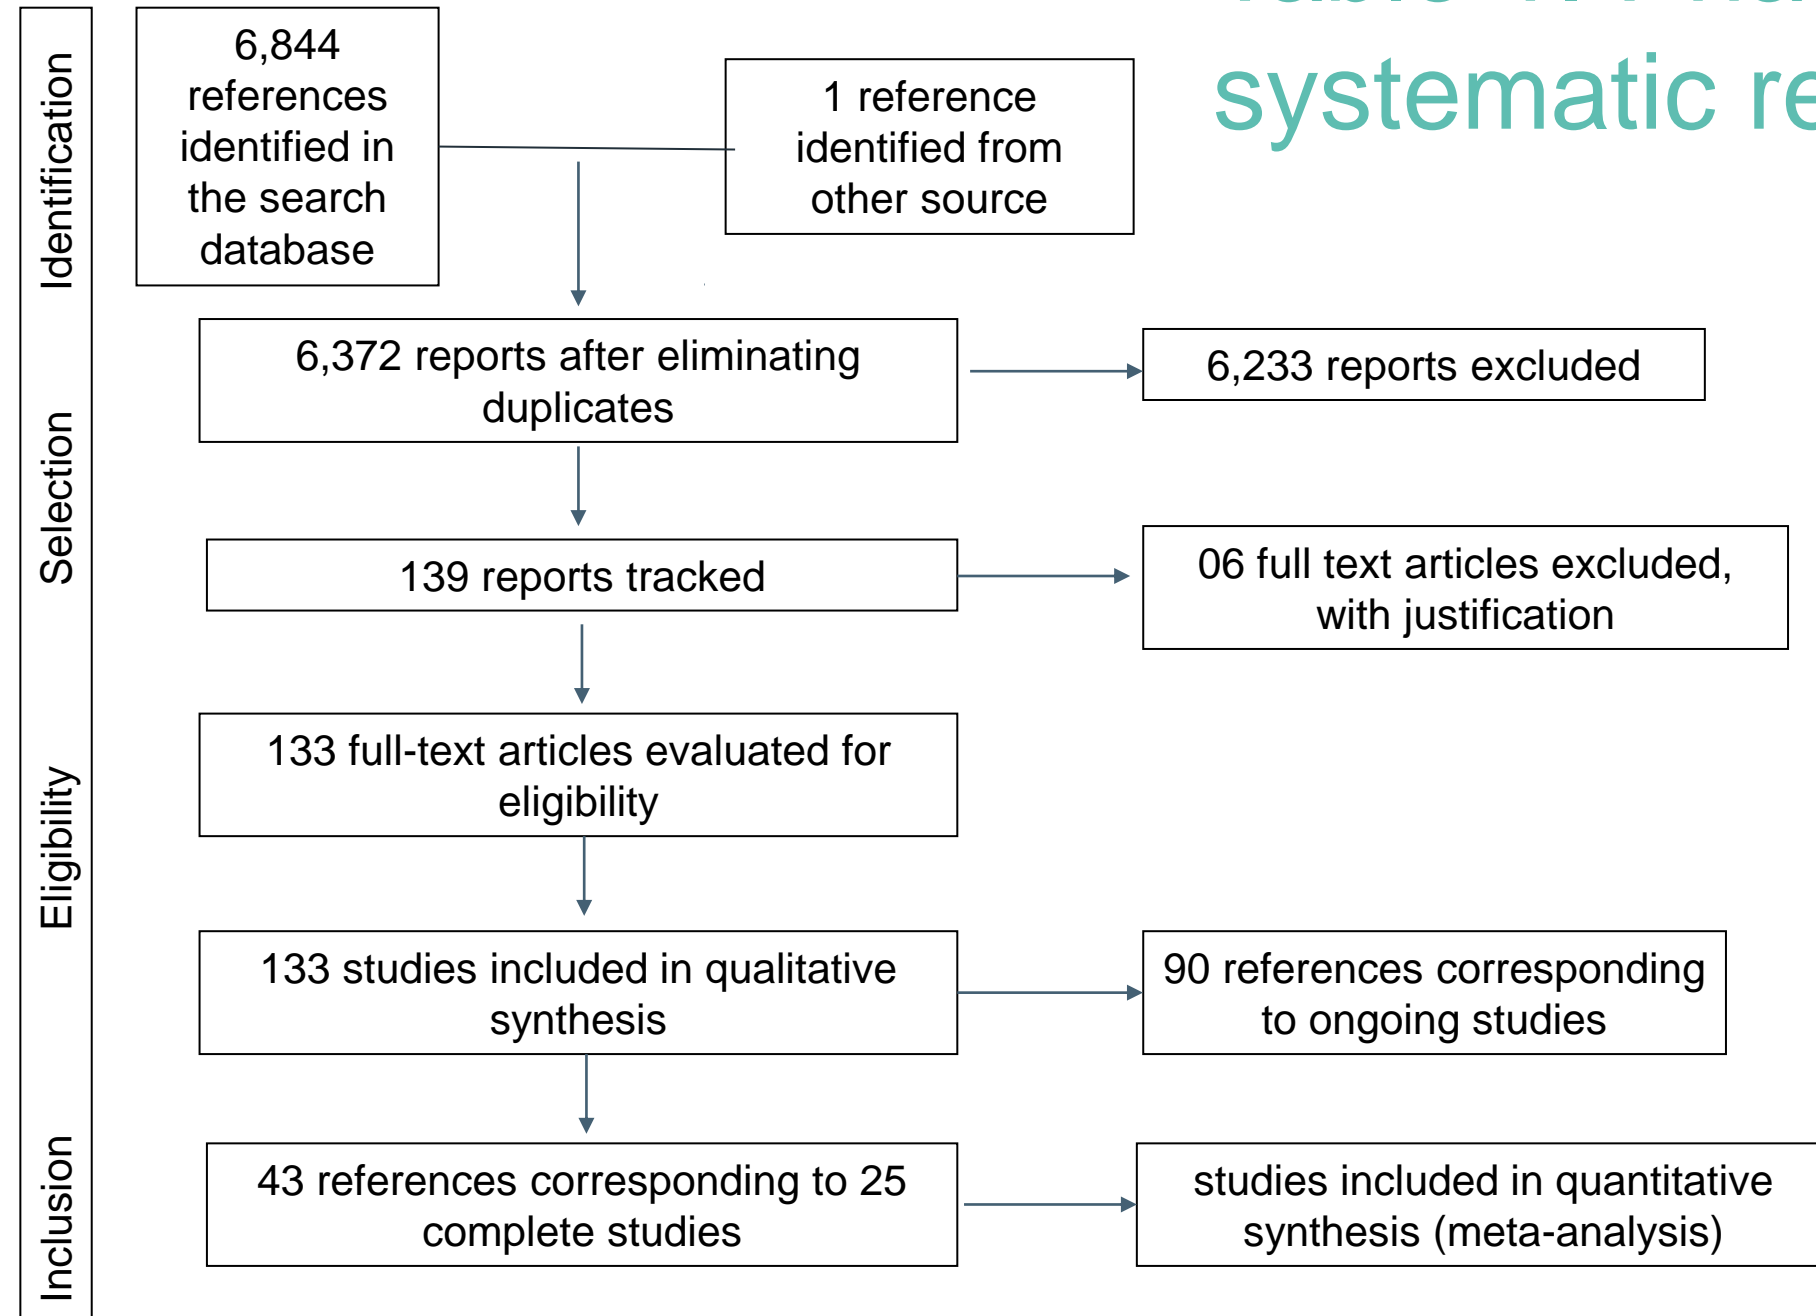 systematic re
Identification
6,844
references
identified in
the search
database
1 reference
identified from
other source
6,372 reports after eliminating
duplicates
6,233 reports excluded
Selection
139 reports tracked
06 full text articles excluded,
with justification
Eligibility
133 full-text articles evaluated for
eligibility
133 studies included in qualitative
synthesis
90 references corresponding
to ongoing studies
Inclusion
43 references corresponding to 25
complete studies
studies included in quantitative
synthesis (meta-analysis)